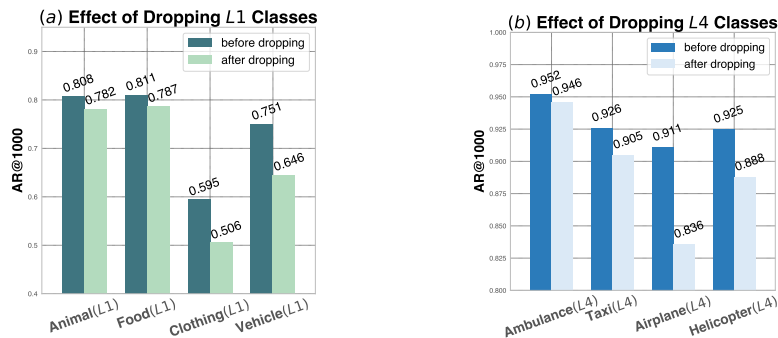 (a) Effect of Dropping L1 Classes
before dropping
after dropping
0.9
0.8
0.7
0.6
0.5
0.4
AR@1000
0.808
0.782
0.811
0.787
0.595
0.506
0.751
0.646
Animal(L1)
Food(L1)
Clothing(L1)
Vehicle(L1)
(b) Effect of Dropping L4 Classes
before dropping
after dropping
1.000
0.975
0.950
0.925
0.900
0.875
0.850
0.825
0.800
AR@1000
0.952
0.946
0.926
0.905
0.911
0.836
0.925
0.888
Ambulance(L4)
Taxi(L4)
Airplane(L4)
Helicopter(L4)